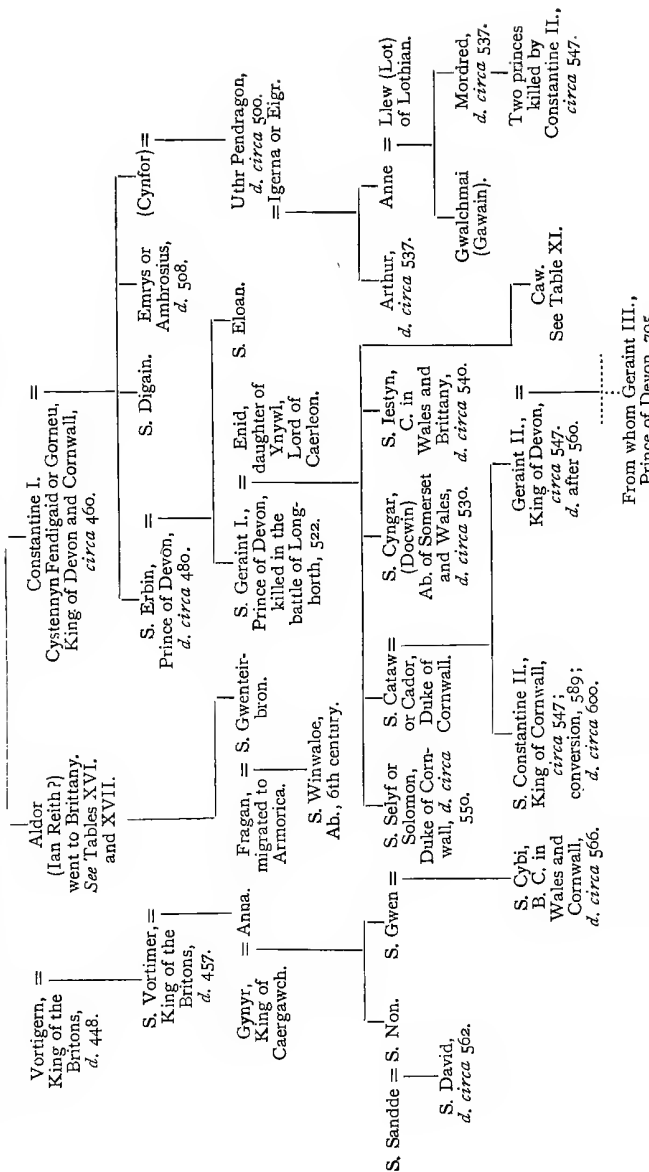 Vortigern,
King of the
Britons,
d. 448.
=
Aldor
(Ian Reith?)
went to Brittany.
See Tables XVI.
and XVII.
Constantine I. =
Cystennyn Fendigaid or Gorneu,
King of Devon and Cornwall,
circa 460.
S. Vortimer, =
King of the
Britons,
d. 457.
S. Erbin, =
Prince of Devon,
d. circa 480.
S. Digain.
Emrys or
Ambrosius,
d. 508.
(Cynfor) =
Gynyr, = Anna.
King of
Caergawch.
Fragan, = S. Gwenteir-
migrated to bron.
Armorica.
S. Geraint I., = Enid,
Prince of Devon, daughter of
killed in the Ynywl,
battle of Long- Lord of
borth, 522. Caerleon.
S. Eloan.
Uthr Pendragon,
d. circa 500.
=Igerna or Eigr.
S. Winwaloe,
Ab., 6th century.
S. Sandde = S. Non.
S. Gwen =
S. Selyf or
Solomon,
Duke of Corn-
wall, d. circa
550.
S. Cataw =
or Cador,
Duke of
Cornwall.
S. Cyngar,
(Docwin)
Ab. of Somerset
and Wales,
d. circa 530.
S. Iestyn,
C. in
Wales and
Brittany,
d. circa 540.
Caw.
See Table XI.
Arthur,
d. circa 537.
Anne = Llew (Lot)
of Lothian.
S. David,
d. circa 562.
S. Cybi,
B. C. in
Wales and
Cornwall,
d. circa 566.
S. Constantine II.,
King of Cornwall,
circa 547;
conversion, 589;
d. circa 600.
Geraint II., =
King of Devon,
circa 547.
d. after 560.
Gwalchmai
(Gawain).
Mordred,
d. circa 537.
Two princes
killed by
Constantine II.,
circa 547.
From whom Geraint III.,
Prince of Devon,